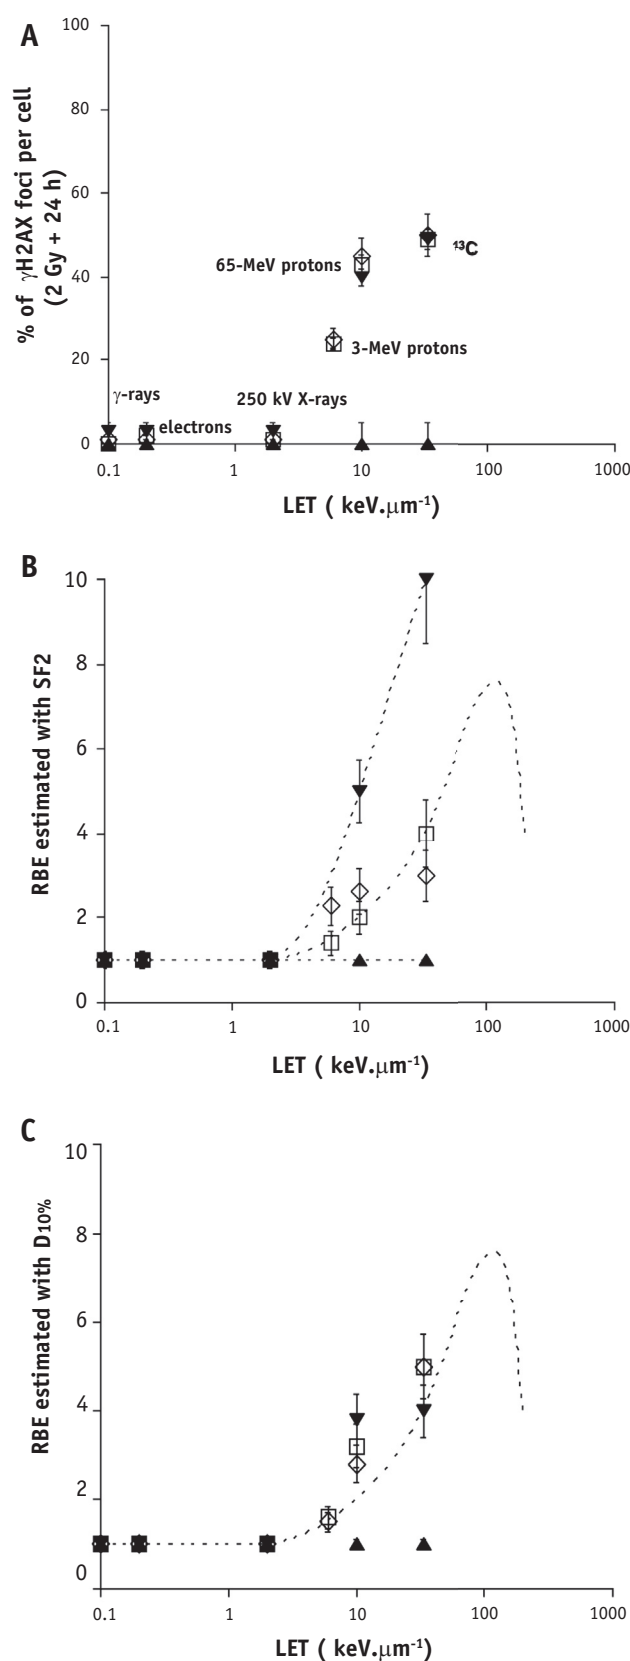 A
100
80
60
40
20
0
% of γH2AX foci per cell
(2 Gy + 24 h)
65-MeV protons
¹³C
3-MeV protons
γ-rays
250 kV X-rays
electrons
0.1
1
10
100
1000
LET ( keV.μm⁻¹)
B
10
8
6
4
2
0
RBE estimated with SF2
0.1
1
10
100
1000
LET ( keV.μm⁻¹)
C
10
8
6
4
2
0
RBE estimated with D10%
0.1
1
10
100
1000
LET ( keV.μm⁻¹)